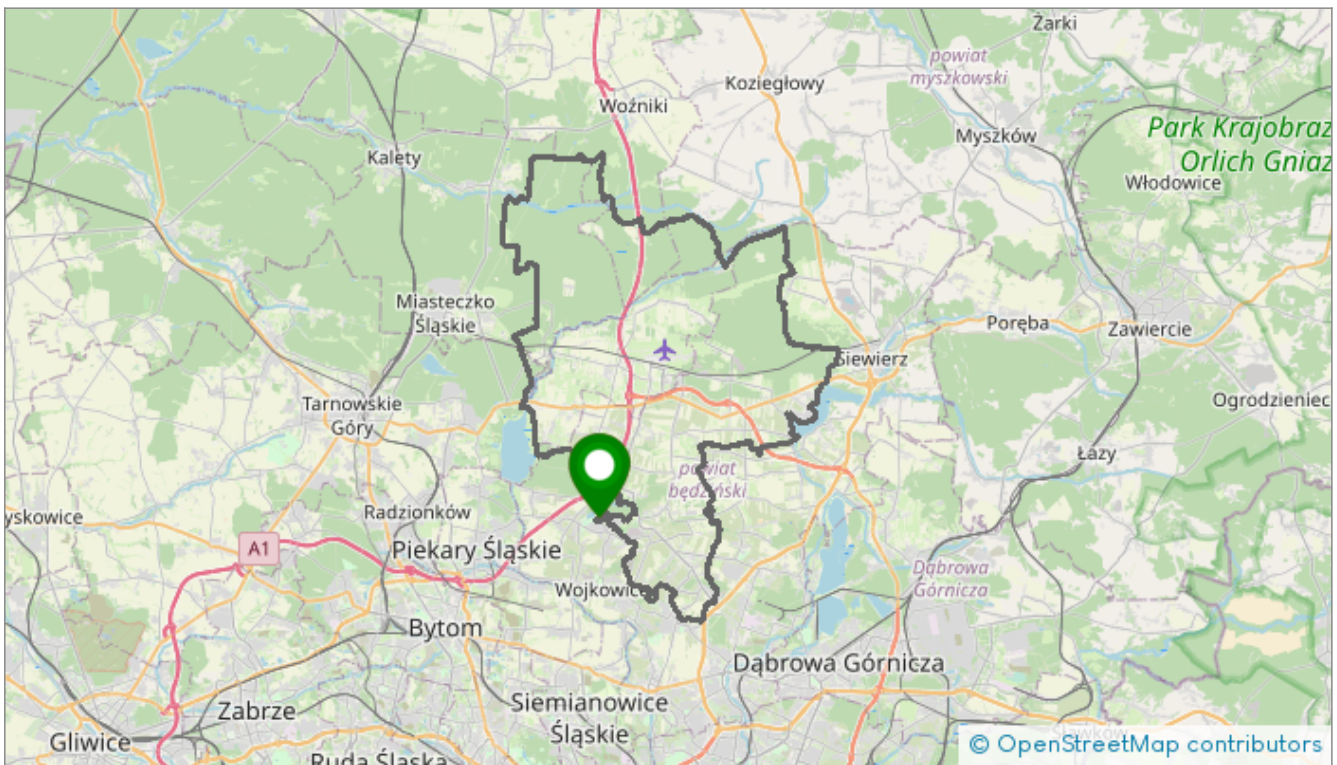 Żarki
powiat
myszkowski
Koziegłowy
Woźniki
Park Krajobraz
Orlich Gniaz
Myszków
Kalety
Włodowice
Miasteczko
Śląskie
Poręba
Zawiercie
Siewierz
Tarnowskie
Góry
Ogrodzieniec
powiat
będziński
Łazy
Radzionków
yskowice
A1
Piekary Śląskie
Wojkowice
Dąbrowa
Górnicza
Bytom
Dąbrowa Górnicza
Siemianowice
Śląskie
Zabrze
Gliwice
Ruda Śląska
© OpenStreetMap contributors